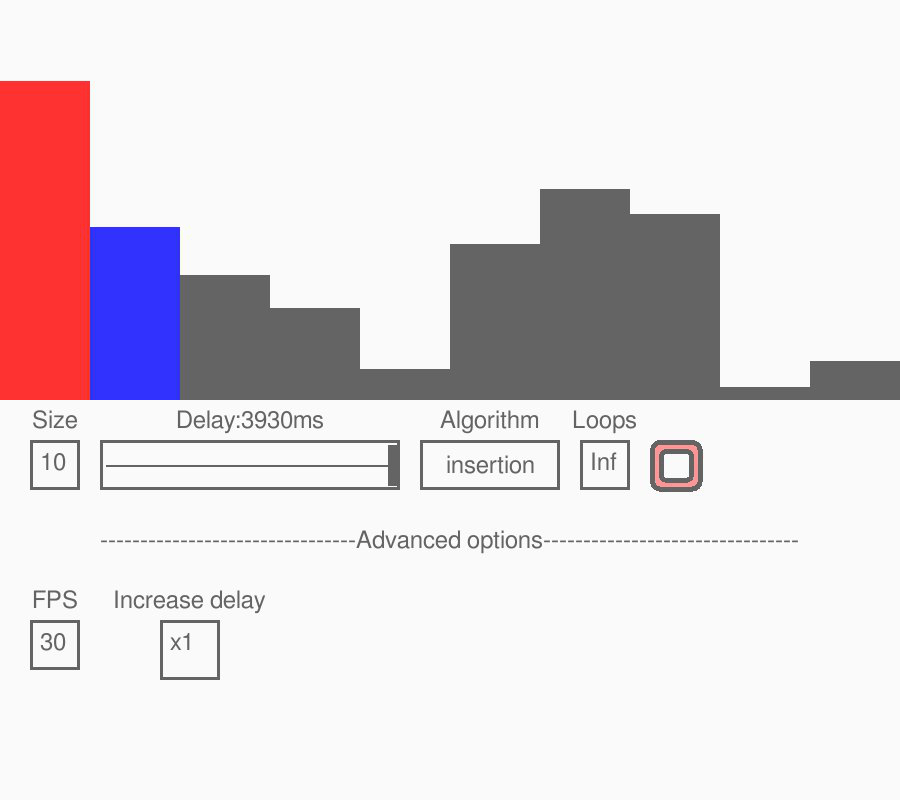 Size Delay:3930ms Algorithm Loops
10 insertion Inf
--------------------------------Advanced options--------------------------------
FPS Increase delay
30 x1